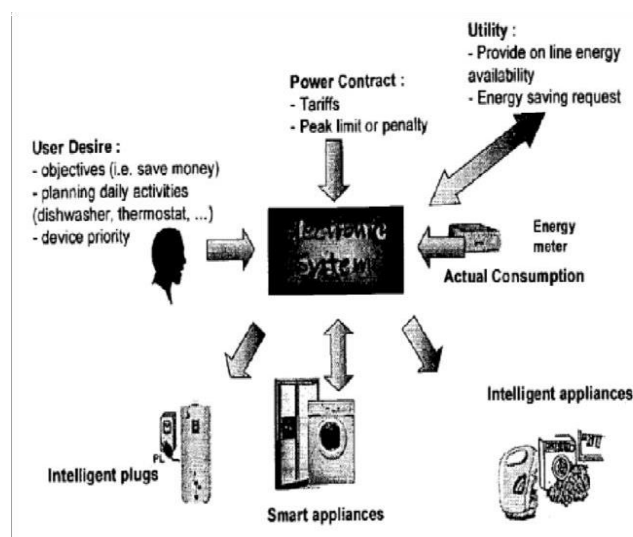 Utility :
- Provide on line energy
availability
- Energy saving request
Power Contract :
- Tariffs
- Peak limit or penalty
User Desire :
- objectives (i.e. save money)
- planning daily activities
(dishwasher, thermostat, ...)
- device priority
Electronic
system
Energy
meter
Actual Consumption
PL
Intelligent plugs
Smart appliances
Intelligent appliances